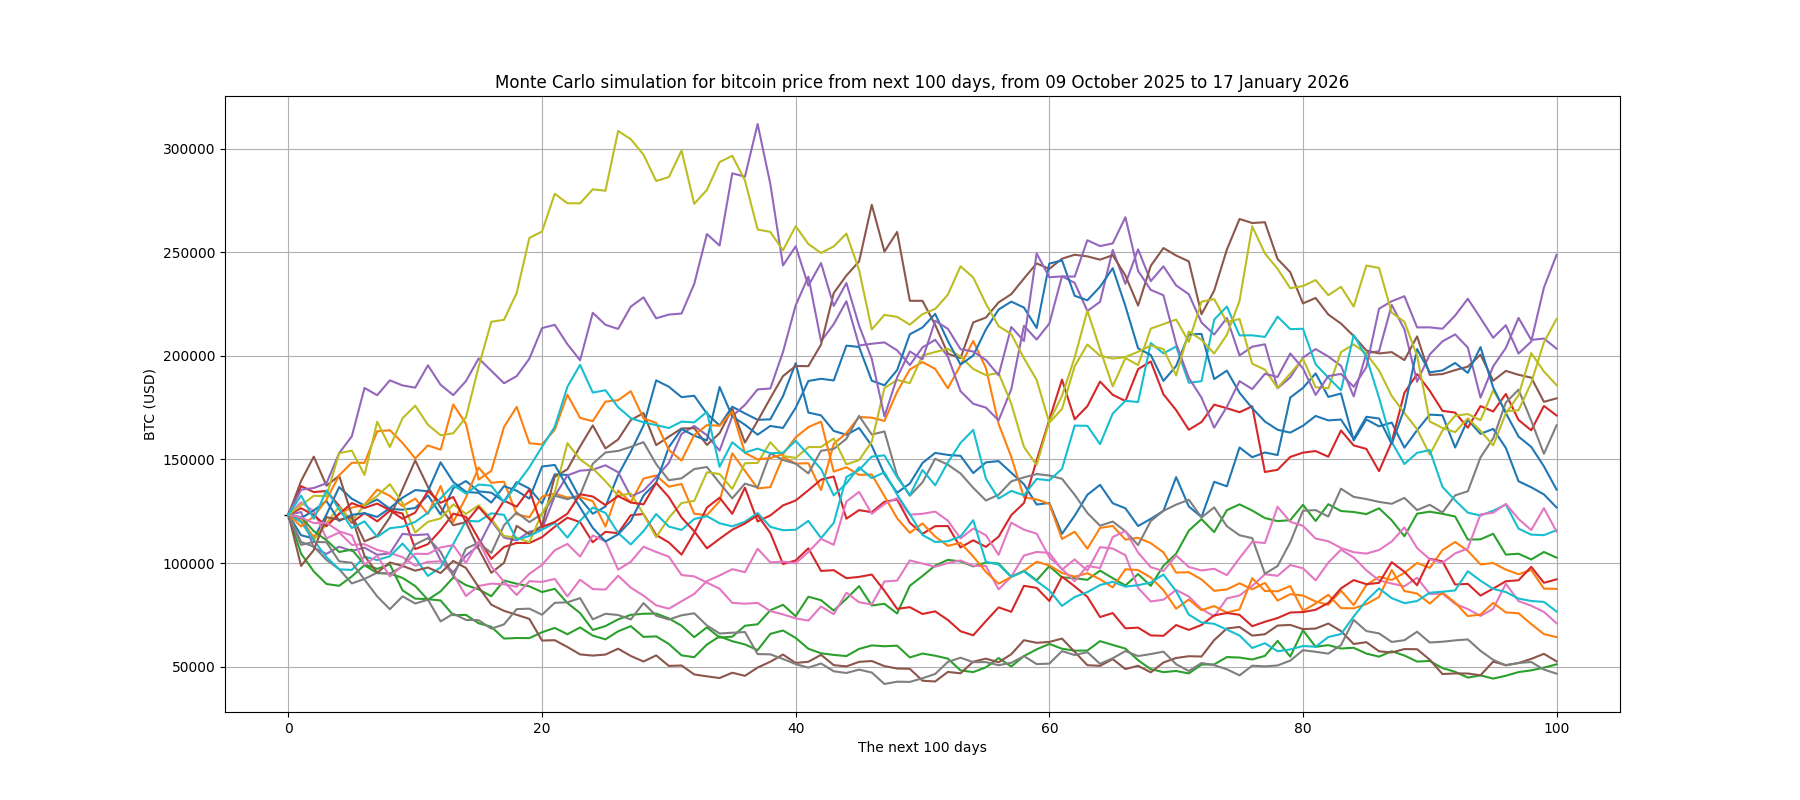 Monte Carlo simulation for bitcoin price from next 100 days, from 09 October 2025 to 17 January 2026
BTC (USD)
300000
250000
200000
150000
100000
50000
0 20 40 60 80 100
The next 100 days